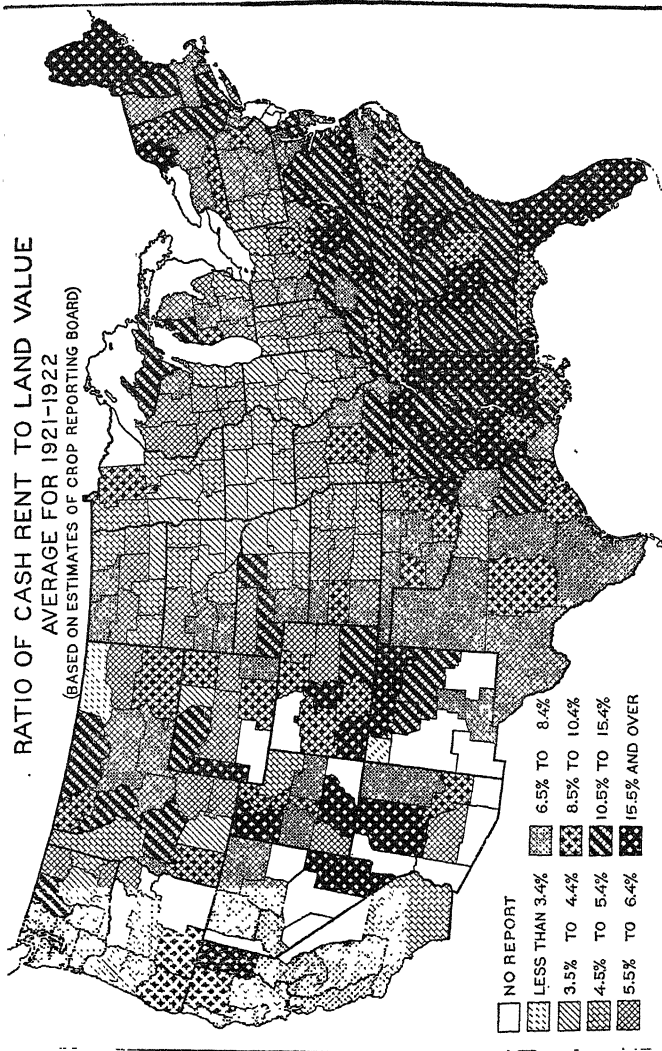 RATIO OF CASH RENT TO LAND VALUE
AVERAGE FOR 1921-1922
(BASED ON ESTIMATES OF CROP REPORTING BOARD)
NO REPORT
LESS THAN 3.4%
3.5% TO 4.4%
4.5% TO 5.4%
5.5% TO 6.4%
6.5% TO 8.4%
8.5% TO 10.4%
10.5% TO 15.4%
15.5% AND OVER